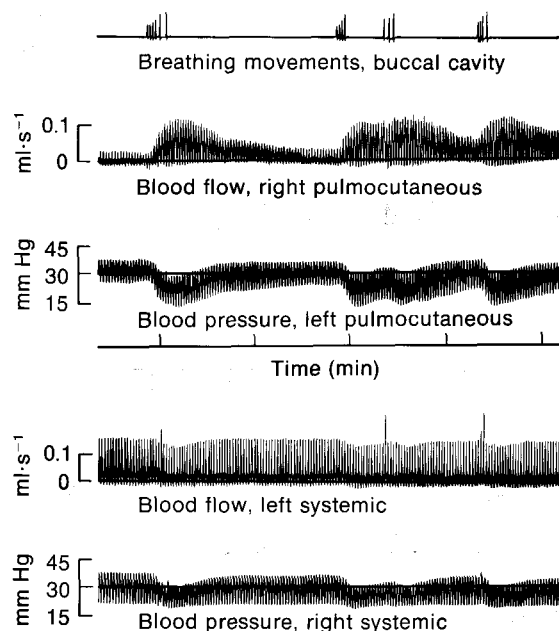 Breathing movements, buccal cavity
ml·s⁻¹
0.1
0
Blood flow, right pulmocutaneous
mm Hg
45
30
15
Blood pressure, left pulmocutaneous
Time (min)
ml·s⁻¹
0.1
0
Blood flow, left systemic
mm Hg
45
30
15
Blood pressure, right systemic